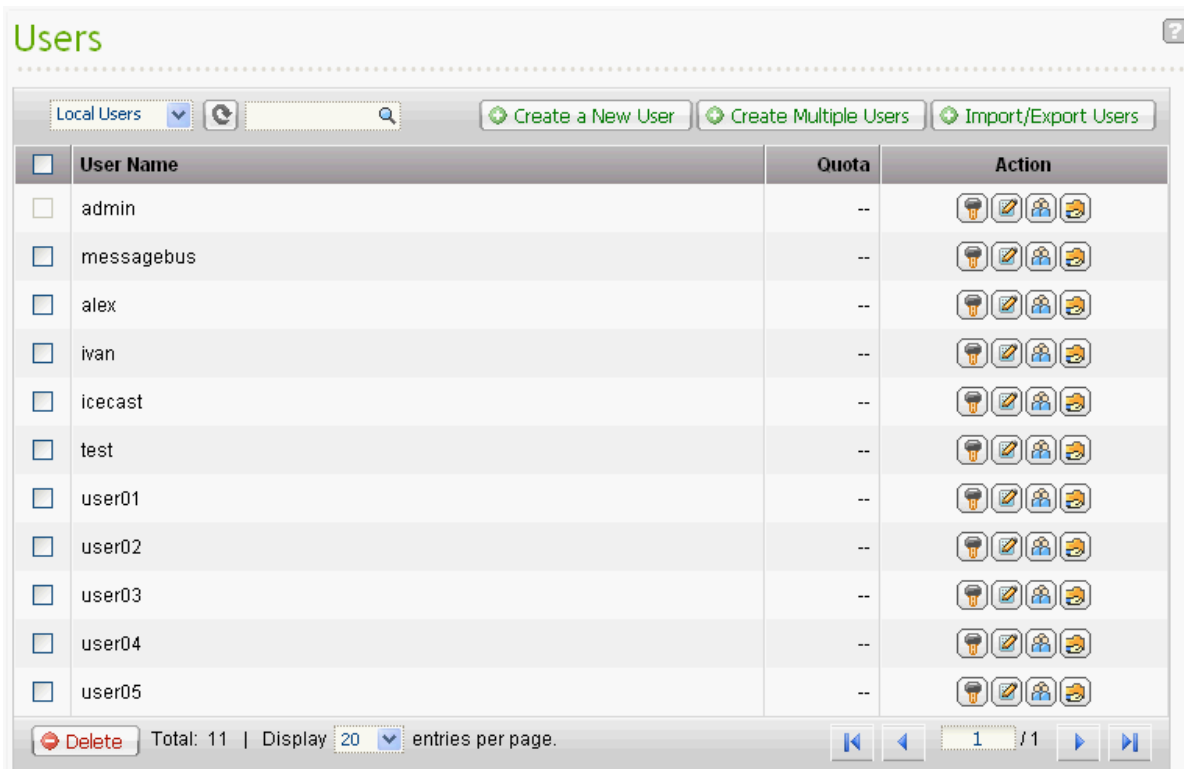 Users
?
Local Users Create a New User Create Multiple Users Import/Export Users
User Name Quota Action
admin --
messagebus --
alex --
ivan --
icecast --
test --
user01 --
user02 --
user03 --
user04 --
user05 --
Delete Total: 11 | Display 20 entries per page. 1 / 1